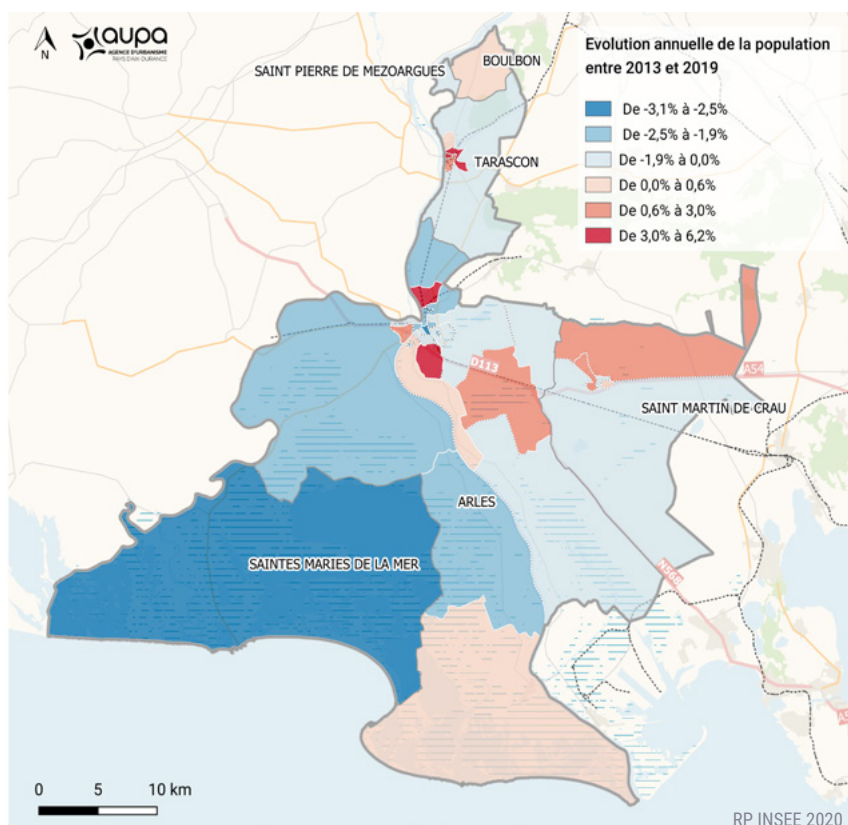 N
aupa
AGENCE D'URBANISME
PAYS D'AIX-DURANCE
Evolution annuelle de la population
entre 2013 et 2019
De -3,1% à -2,5%
De -2,5% à -1,9%
De -1,9% à 0,0%
De 0,0% à 0,6%
De 0,6% à 3,0%
De 3,0% à 6,2%
BOULBON
SAINT PIERRE DE MEZOARGUES
TARASCON
D113
A54
SAINT MARTIN DE CRAU
ARLES
SAINTES MARIES DE LA MER
N568
0 5 10 km
RP INSEE 2020